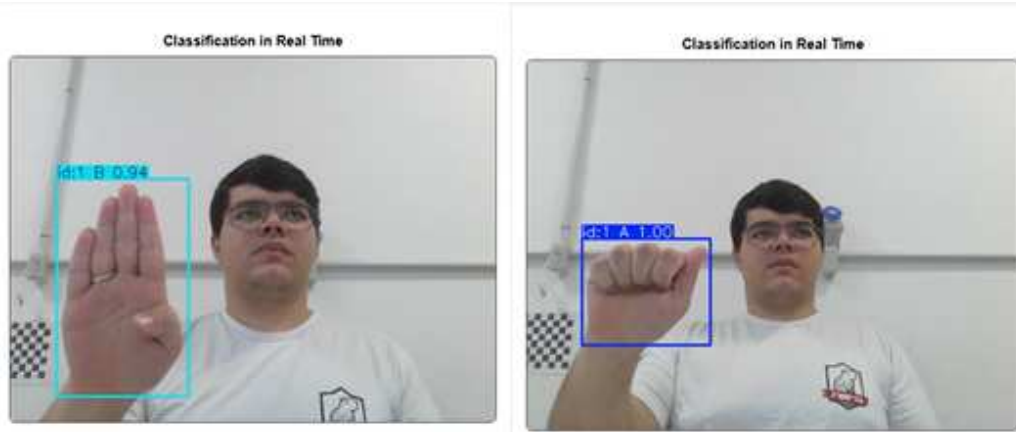 Classification in Real Time
id:1 B 0.94
Classification in Real Time
id:1 A 1.00